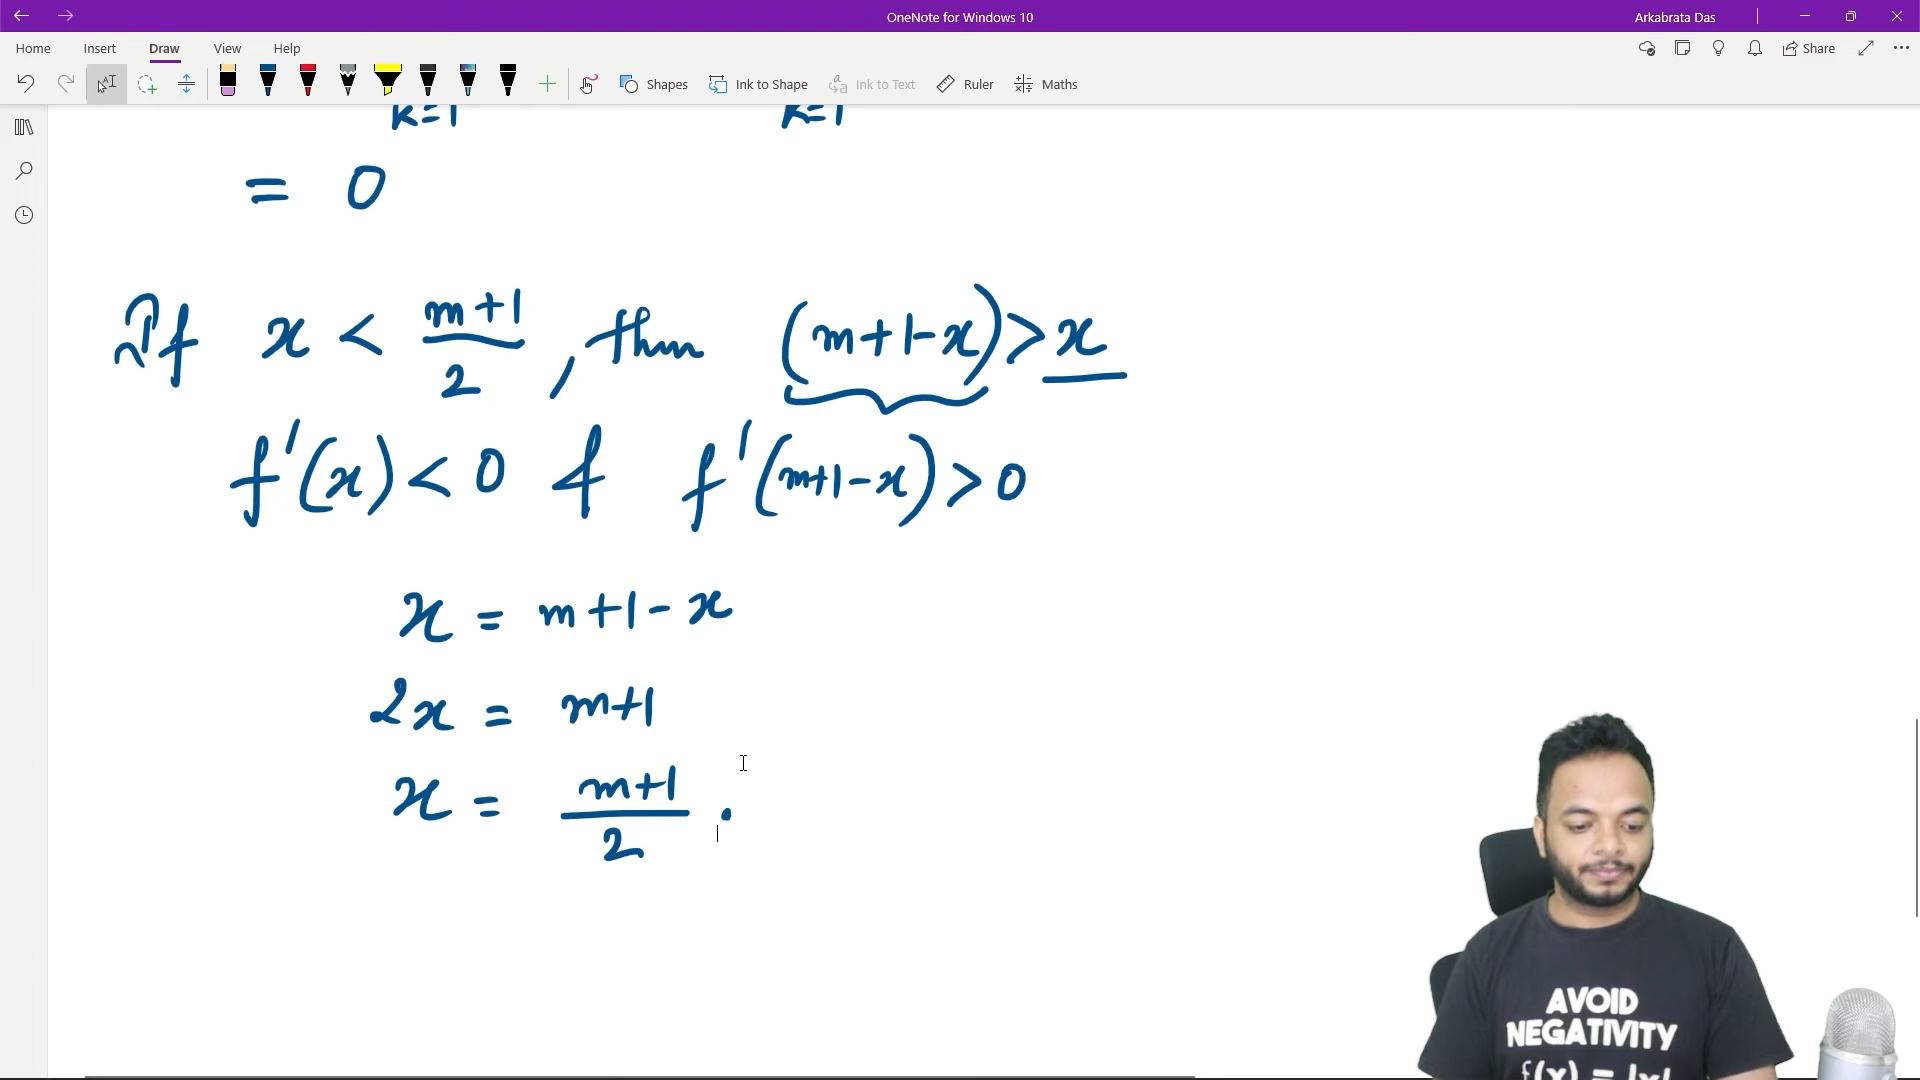 OneNote for Windows 10
Arkabrata Das
Home Insert Draw View Help
Share
Shapes Ink to Shape Ink to Text Ruler Maths
k=1 k=1
= 0
If x < (m+1)/2 , then (m+1-x) > x
f'(x) < 0 & f'(m+1-x) > 0
x = m+1-x
2x = m+1
x = (m+1)/2 .
AVOID
NEGATIVITY
f(x) = |x|